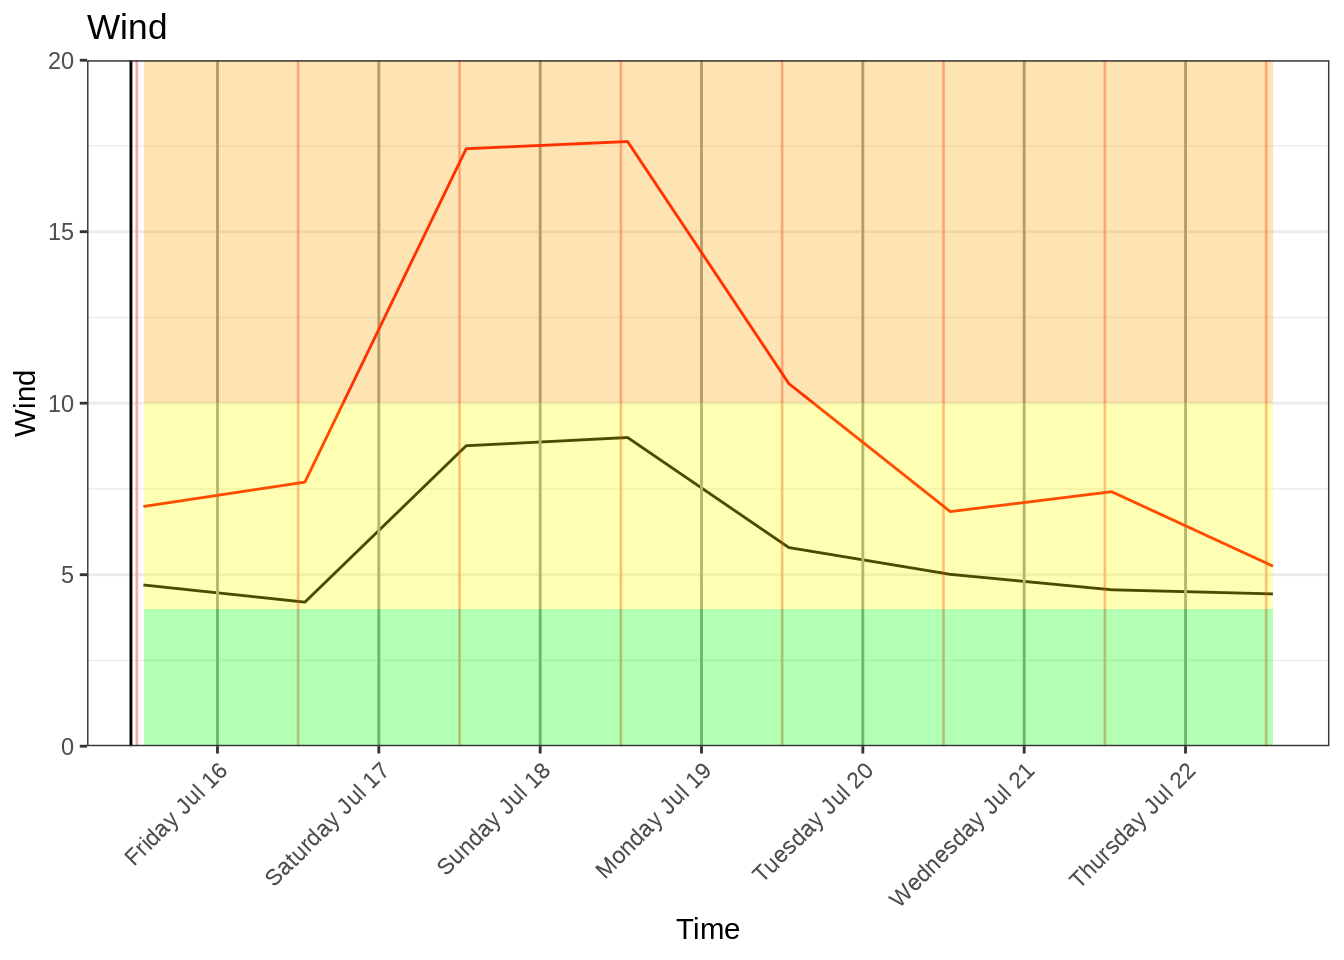 Wind
20
15
10
5
0
Wind
Friday Jul 16
Saturday Jul 17
Sunday Jul 18
Monday Jul 19
Tuesday Jul 20
Wednesday Jul 21
Thursday Jul 22
Time